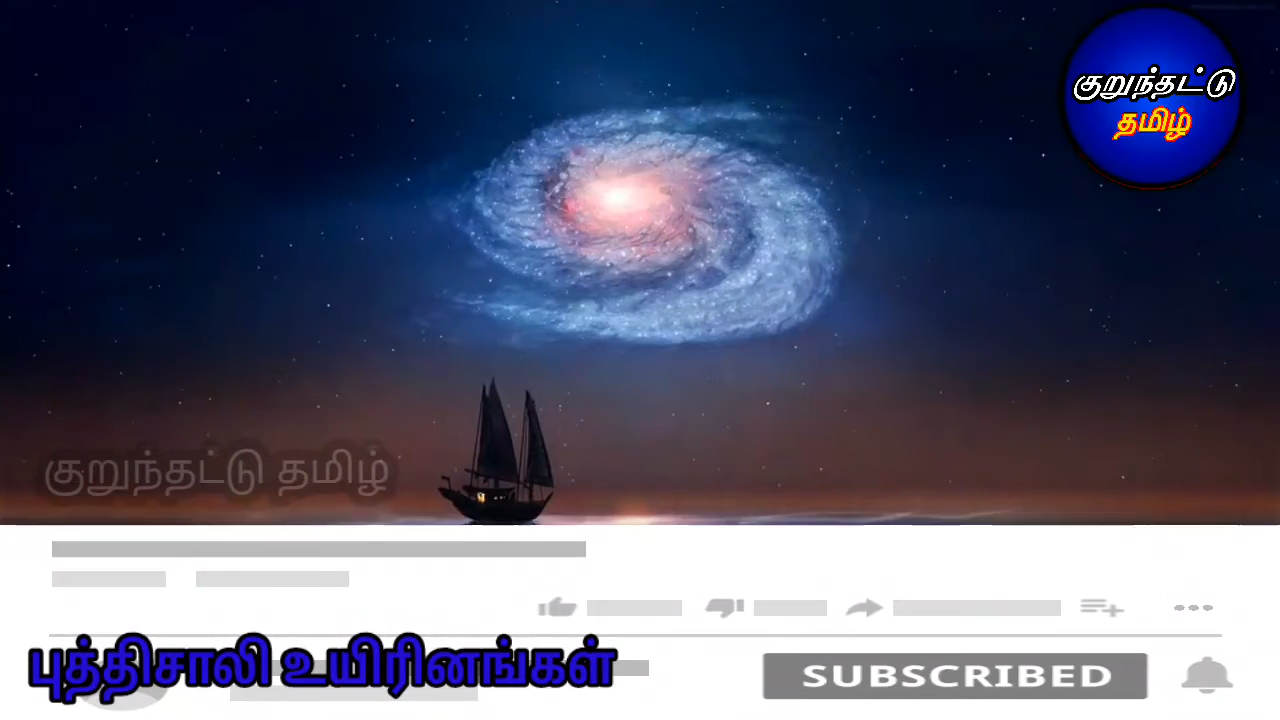 குறுந்தட்டு
தமிழ்
குறுந்தட்டு தமிழ்
புத்திசாலி உயிரினங்கள்
SUBSCRIBED